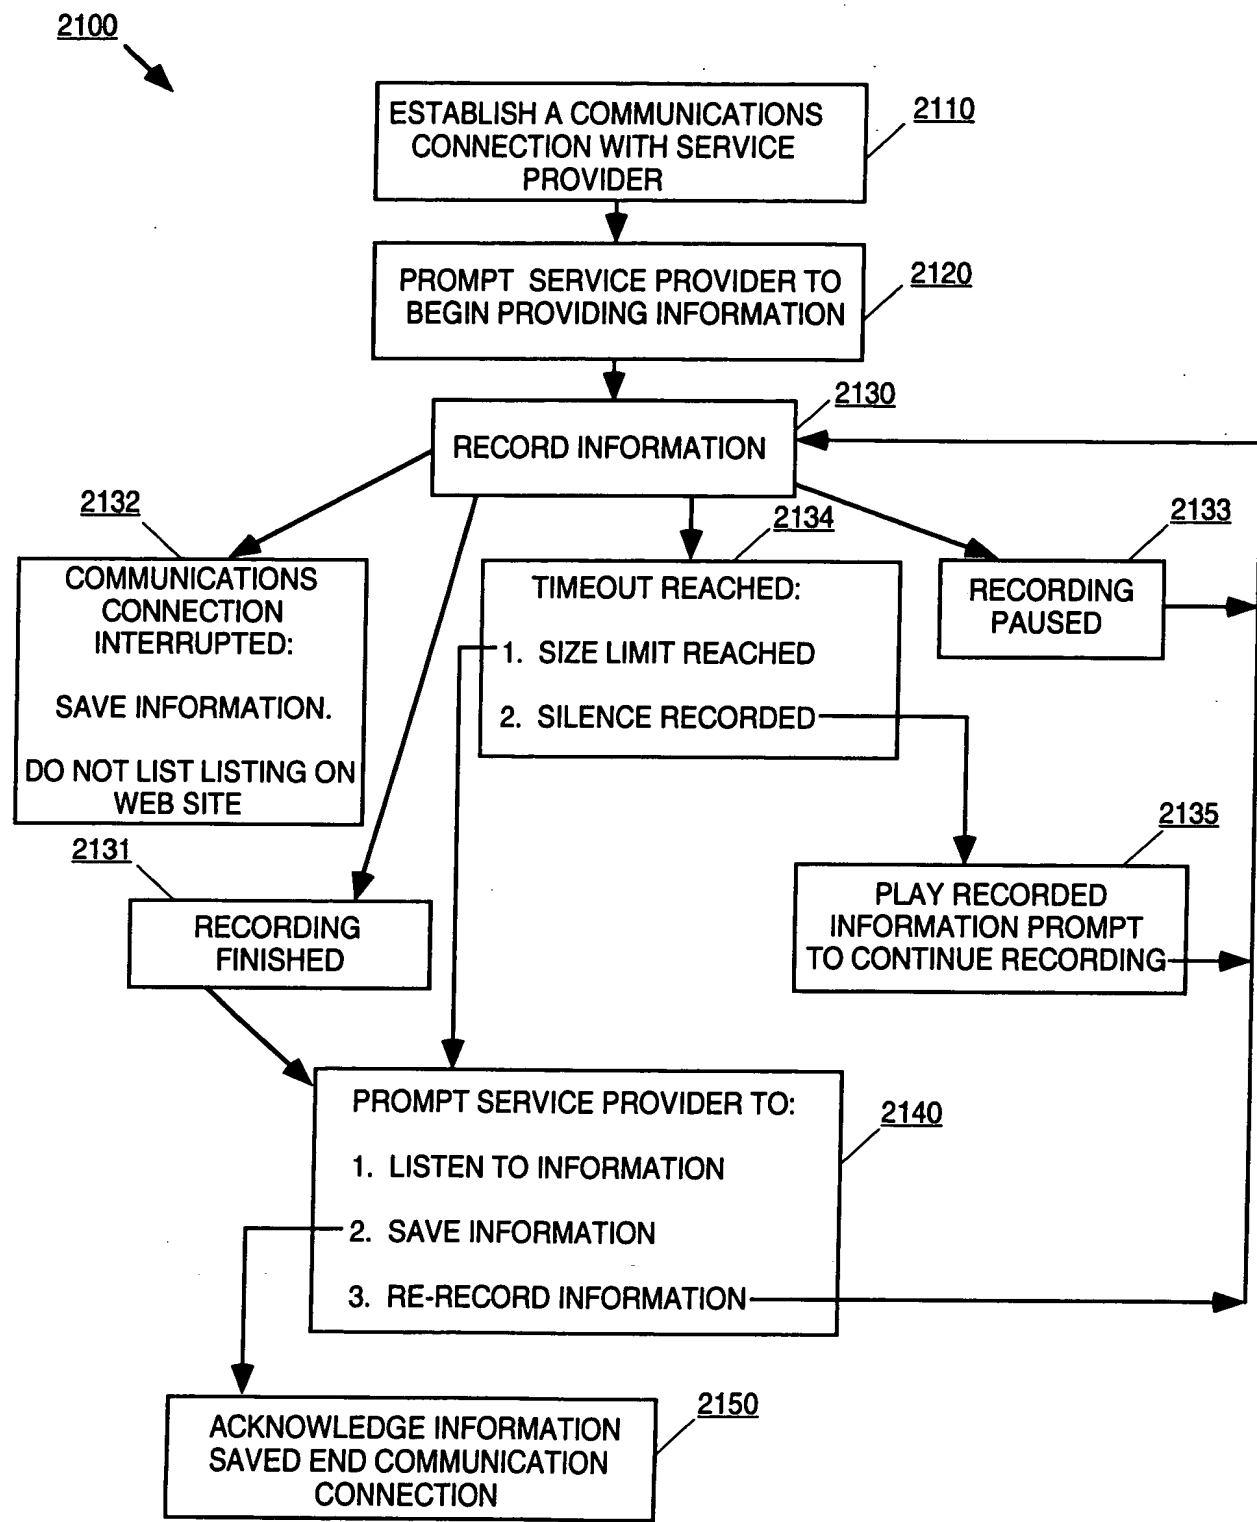 2100
ESTABLISH A COMMUNICATIONS
CONNECTION WITH SERVICE
PROVIDER
2110
PROMPT SERVICE PROVIDER TO
BEGIN PROVIDING INFORMATION
2120
RECORD INFORMATION
2130
2132
COMMUNICATIONS
CONNECTION
INTERRUPTED:
SAVE INFORMATION.
DO NOT LIST LISTING ON
WEB SITE
2134
TIMEOUT REACHED:
1. SIZE LIMIT REACHED
2. SILENCE RECORDED
2133
RECORDING
PAUSED
2131
RECORDING
FINISHED
2135
PLAY RECORDED
INFORMATION PROMPT
TO CONTINUE RECORDING
PROMPT SERVICE PROVIDER TO:
1. LISTEN TO INFORMATION
2. SAVE INFORMATION
3. RE-RECORD INFORMATION
2140
ACKNOWLEDGE INFORMATION
SAVED END COMMUNICATION
CONNECTION
2150